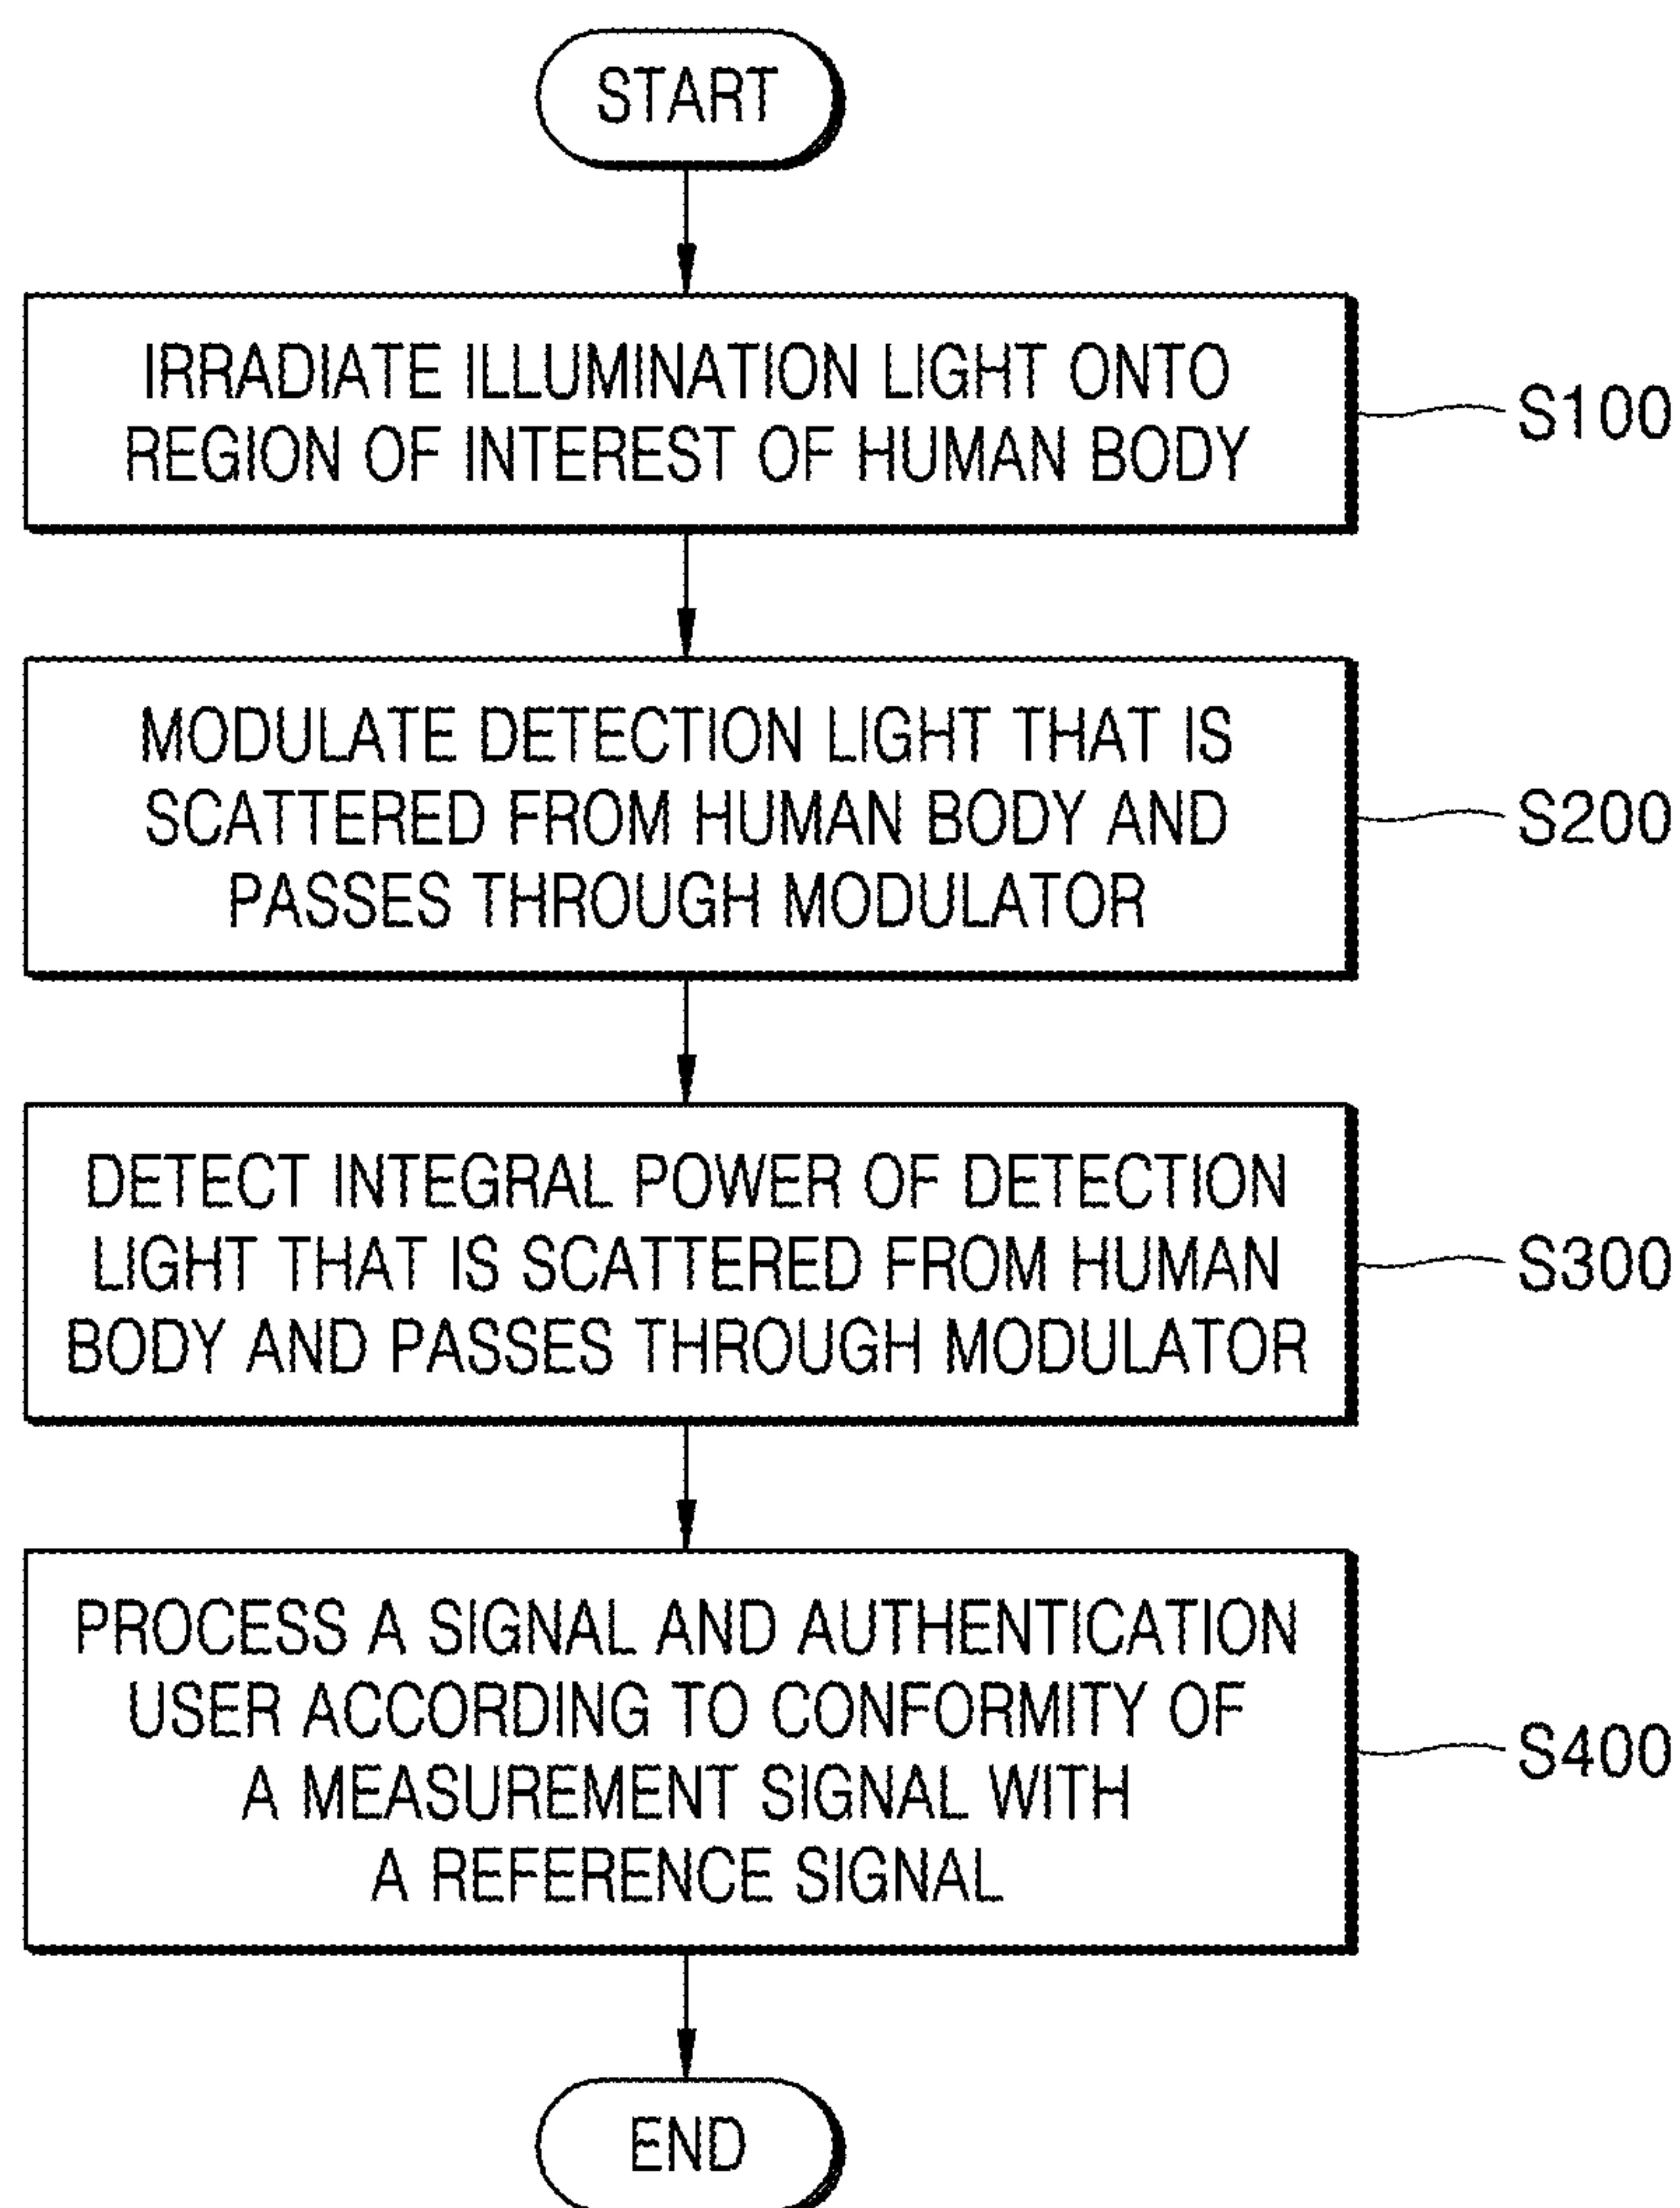 START
IRRADIATE ILLUMINATION LIGHT ONTO
REGION OF INTEREST OF HUMAN BODY
S100
MODULATE DETECTION LIGHT THAT IS
SCATTERED FROM HUMAN BODY AND
PASSES THROUGH MODULATOR
S200
DETECT INTEGRAL POWER OF DETECTION
LIGHT THAT IS SCATTERED FROM HUMAN
BODY AND PASSES THROUGH MODULATOR
S300
PROCESS A SIGNAL AND AUTHENTICATION
USER ACCORDING TO CONFORMITY OF
A MEASUREMENT SIGNAL WITH
A REFERENCE SIGNAL
S400
END